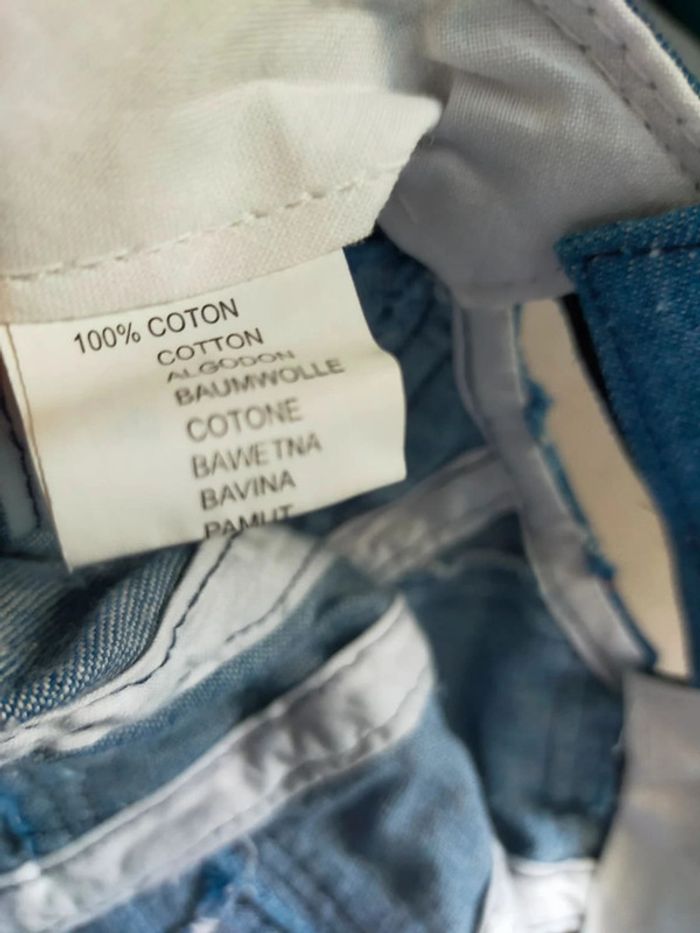 100% COTON
COTTON
ALGODON
BAUMWOLLE
COTONE
BAWETNA
BAVINA
PAMUT